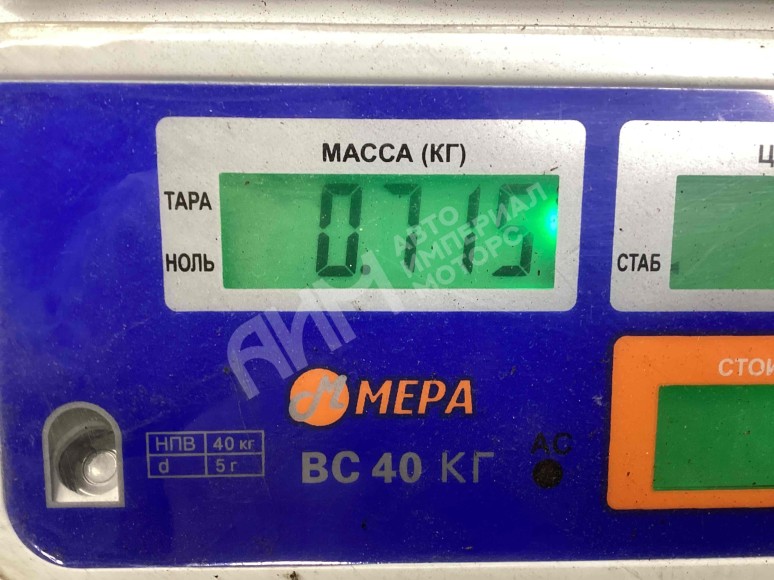 МАССА (КГ)
Ц
ТАРА
0.715
НОЛЬ
СТАБ
АВТО
ИМПЕРИАЛ
МОТОРС
АИМ
СТОИ
МЕРА
НПВ 40 кг
d 5 г
ВС 40 КГ
АС